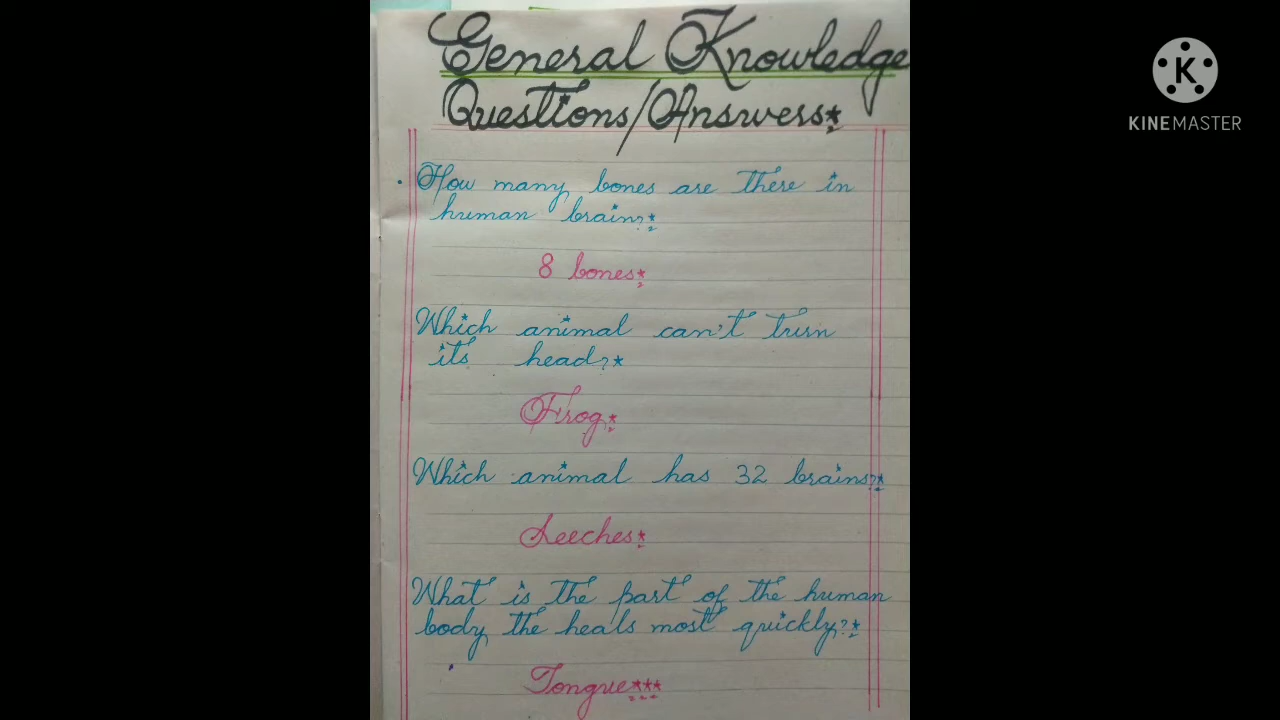 General Knowledge
Questions/Answers*
KINEMASTER
How many bones are there in
human brain?*
8 bones*
Which animal can't turn
its head?*
Frog*
Which animal has 32 brains?*
Leeches*
What is the part of the human
body the heals most quickly?*
Tongue***